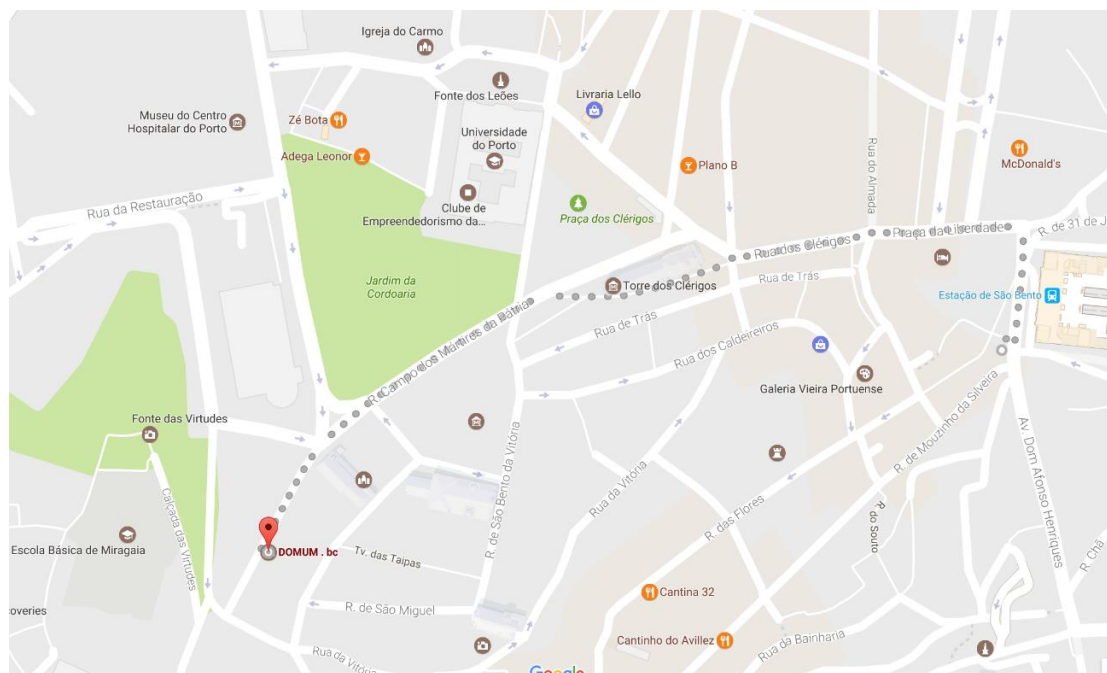 Igreja do Carmo
Fonte dos Leões
Livraria Lello
Museu do Centro
Hospitalar do Porto
Zé Bota
Universidade
do Porto
Adega Leonor
Plano B
Rua do Almada
McDonald's
Rua da Restauração
Clube de
Empreendedorismo da...
Praça dos Clérigos
Rua dos Clérigos
Praça da Liberdade
R. de 31 de J
Jardim da
Cordoaria
Torre dos Clérigos
Rua de Trás
Estação de São Bento
R. Campo dos Mártires da Pátria
Rua de Trás
Rua dos Caldeireiros
Galeria Vieira Portuense
Fonte das Virtudes
R. de São Bento da Vitória
Rua da Vitória
R. de Mouzinho da Silveira
Av. Dom Afonso Henriques
Calçada das Virtudes
R. das Flores
R. do Souto
Escola Básica de Miragaia
DOMUM . bc
Tv. das Taipas
R. Chã
coveries
R. de São Miguel
Cantina 32
Cantinho do Avillez
Rua da Bainharia
Rua da Vitória
Google